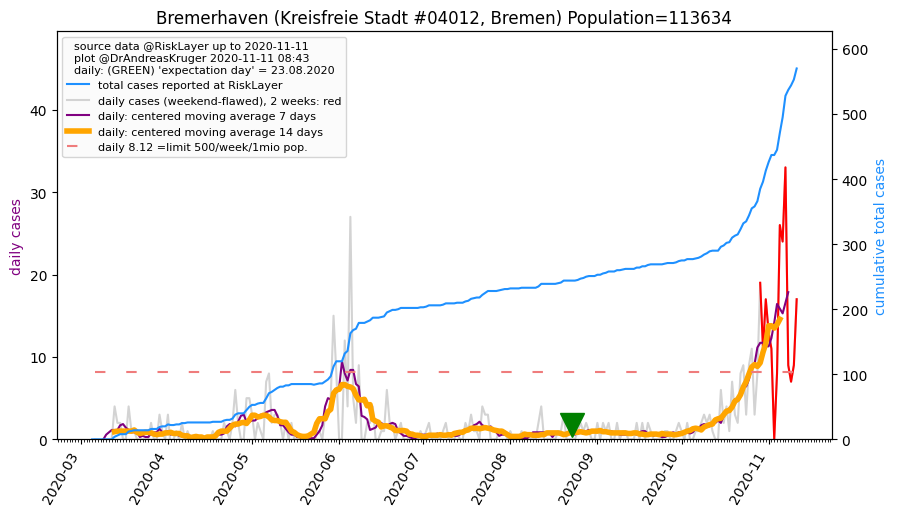 Bremerhaven (Kreisfreie Stadt #04012, Bremen) Population=113634
source data @RiskLayer up to 2020-11-11
plot @DrAndreasKruger 2020-11-11 08:43
daily: (GREEN) 'expectation day' = 23.08.2020
total cases reported at RiskLayer
daily cases (weekend-flawed), 2 weeks: red
daily: centered moving average 7 days
daily: centered moving average 14 days
daily 8.12 =limit 500/week/1mio pop.
daily cases
40
30
20
10
0
600
500
400
300
200
100
0
cumulative total cases
2020-03
2020-04
2020-05
2020-06
2020-07
2020-08
2020-09
2020-10
2020-11